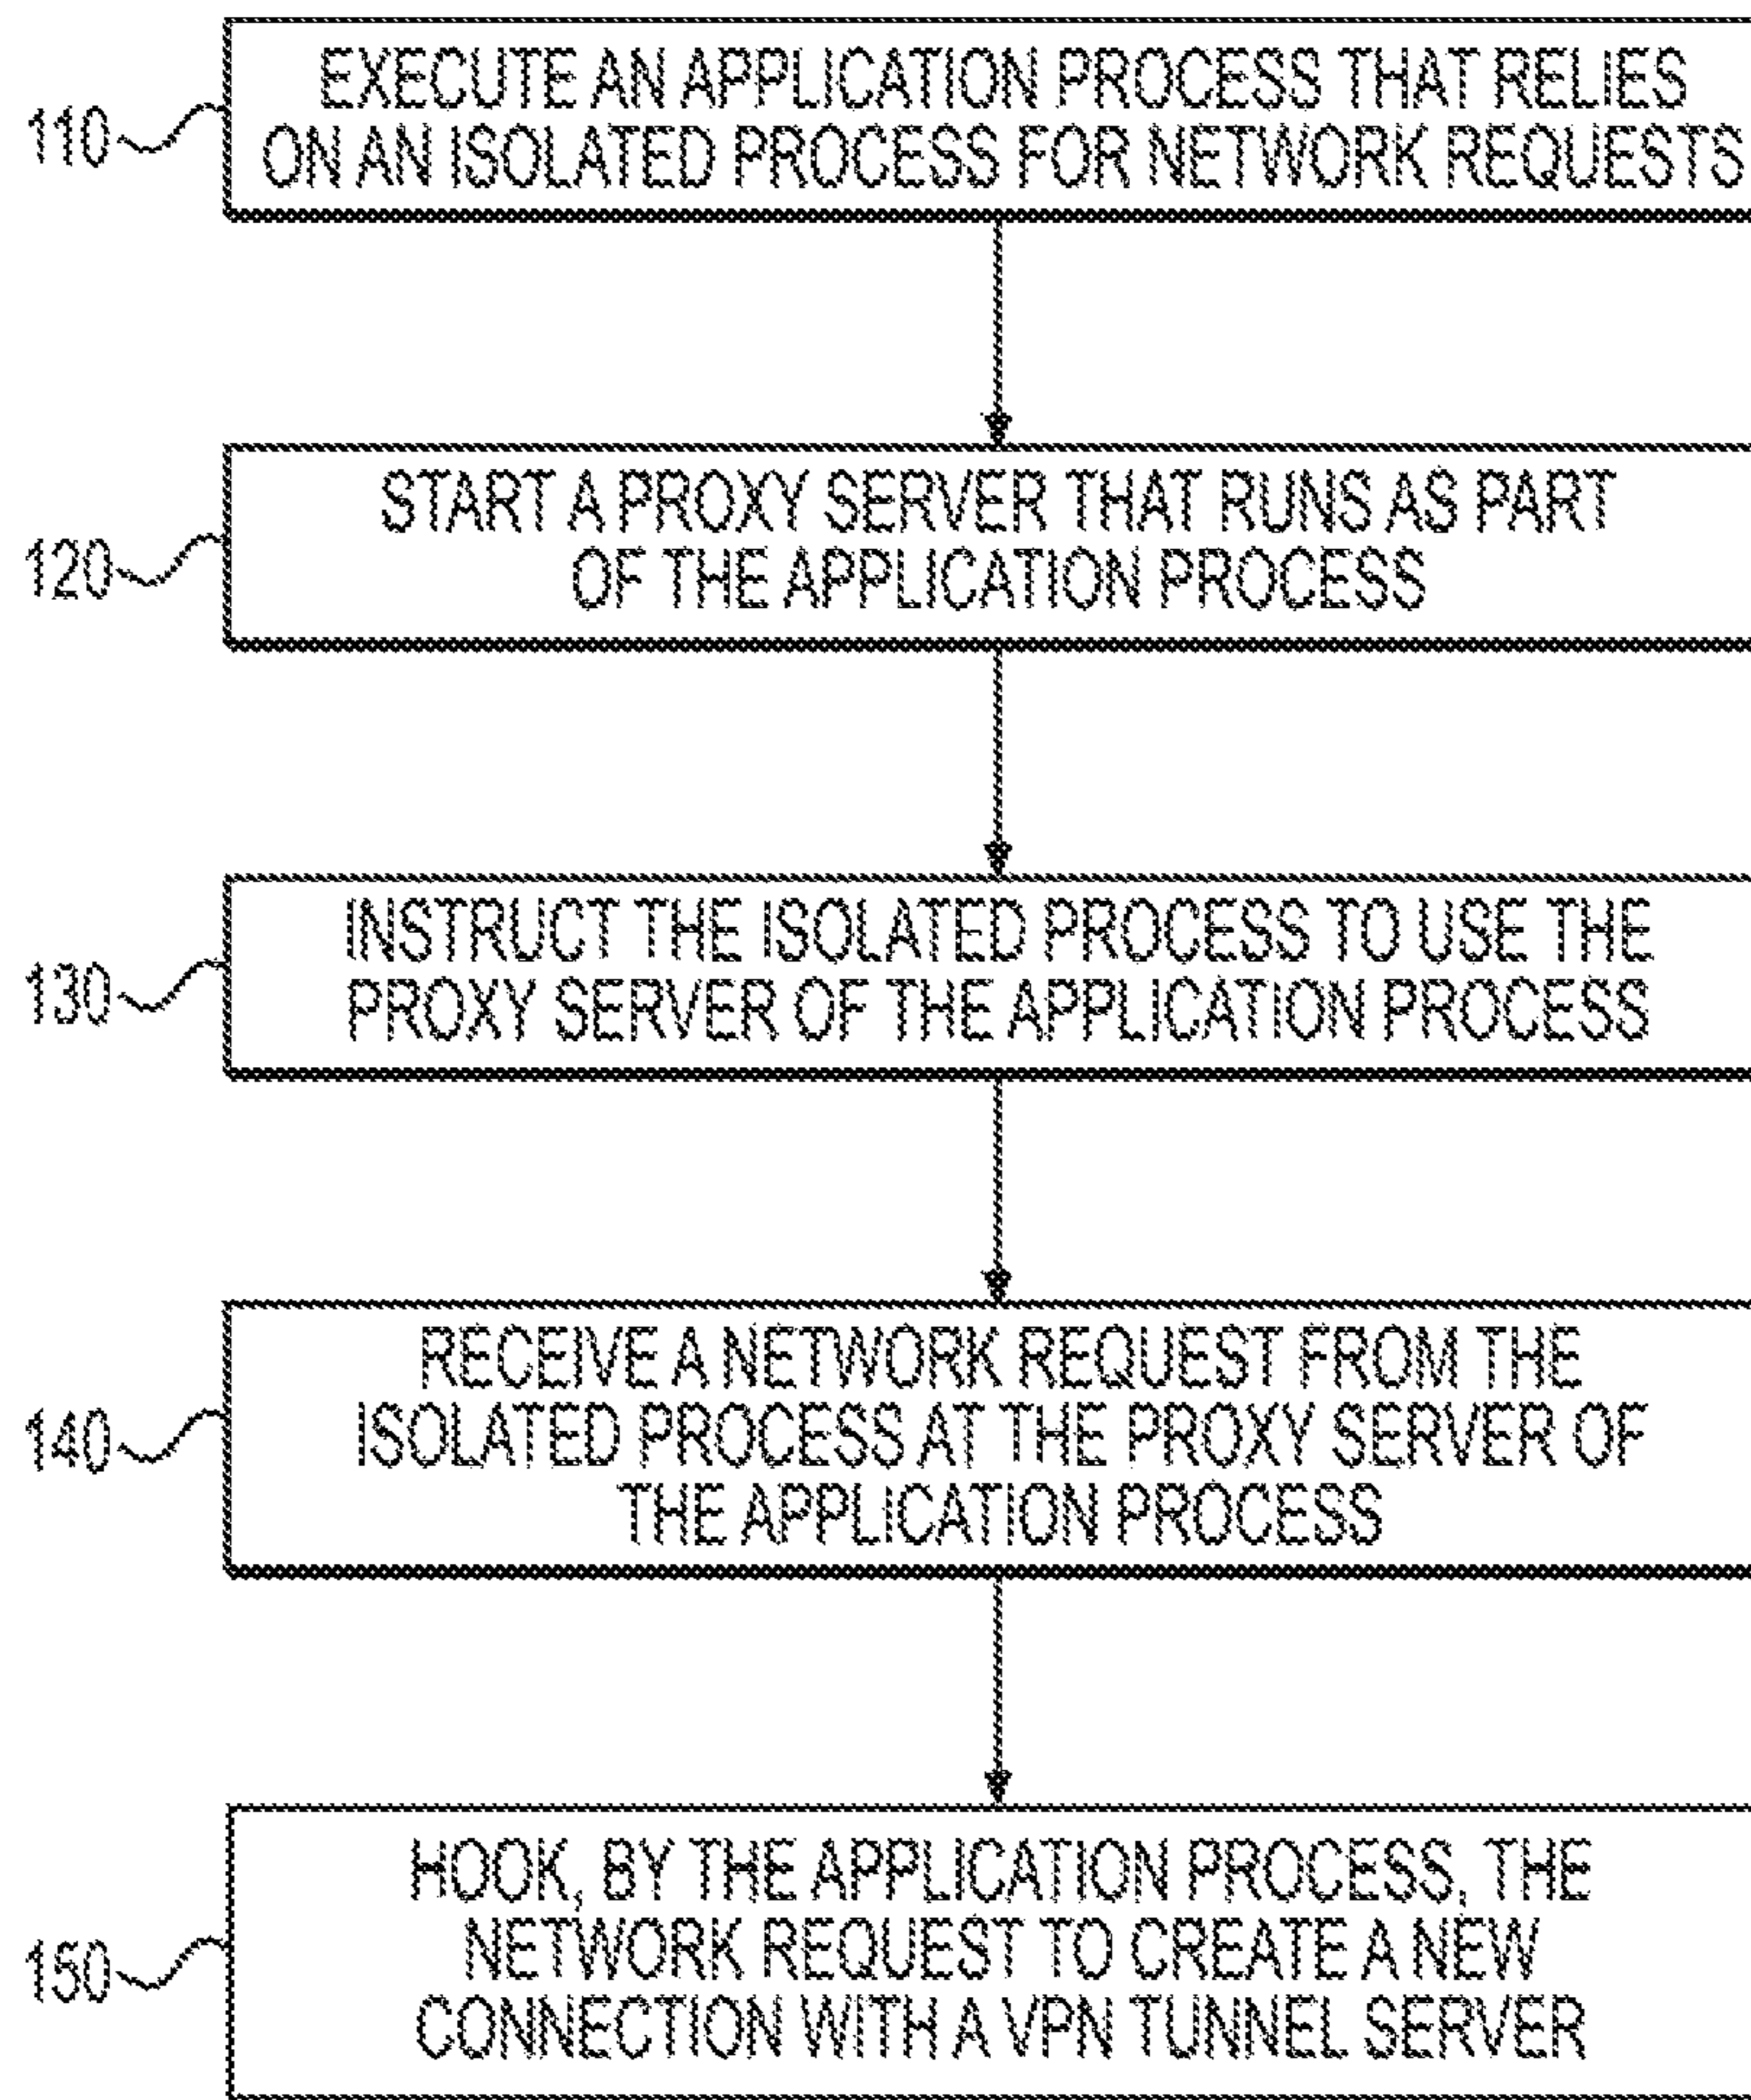 110
EXECUTE AN APPLICATION PROCESS THAT RELIES
ON AN ISOLATED PROCESS FOR NETWORK REQUESTS
120
START A PROXY SERVER THAT RUNS AS PART
OF THE APPLICATION PROCESS
130
INSTRUCT THE ISOLATED PROCESS TO USE THE
PROXY SERVER OF THE APPLICATION PROCESS
140
RECEIVE A NETWORK REQUEST FROM THE
ISOLATED PROCESS AT THE PROXY SERVER OF
THE APPLICATION PROCESS
150
HOOK, BY THE APPLICATION PROCESS, THE
NETWORK REQUEST TO CREATE A NEW
CONNECTION WITH A VPN TUNNEL SERVER